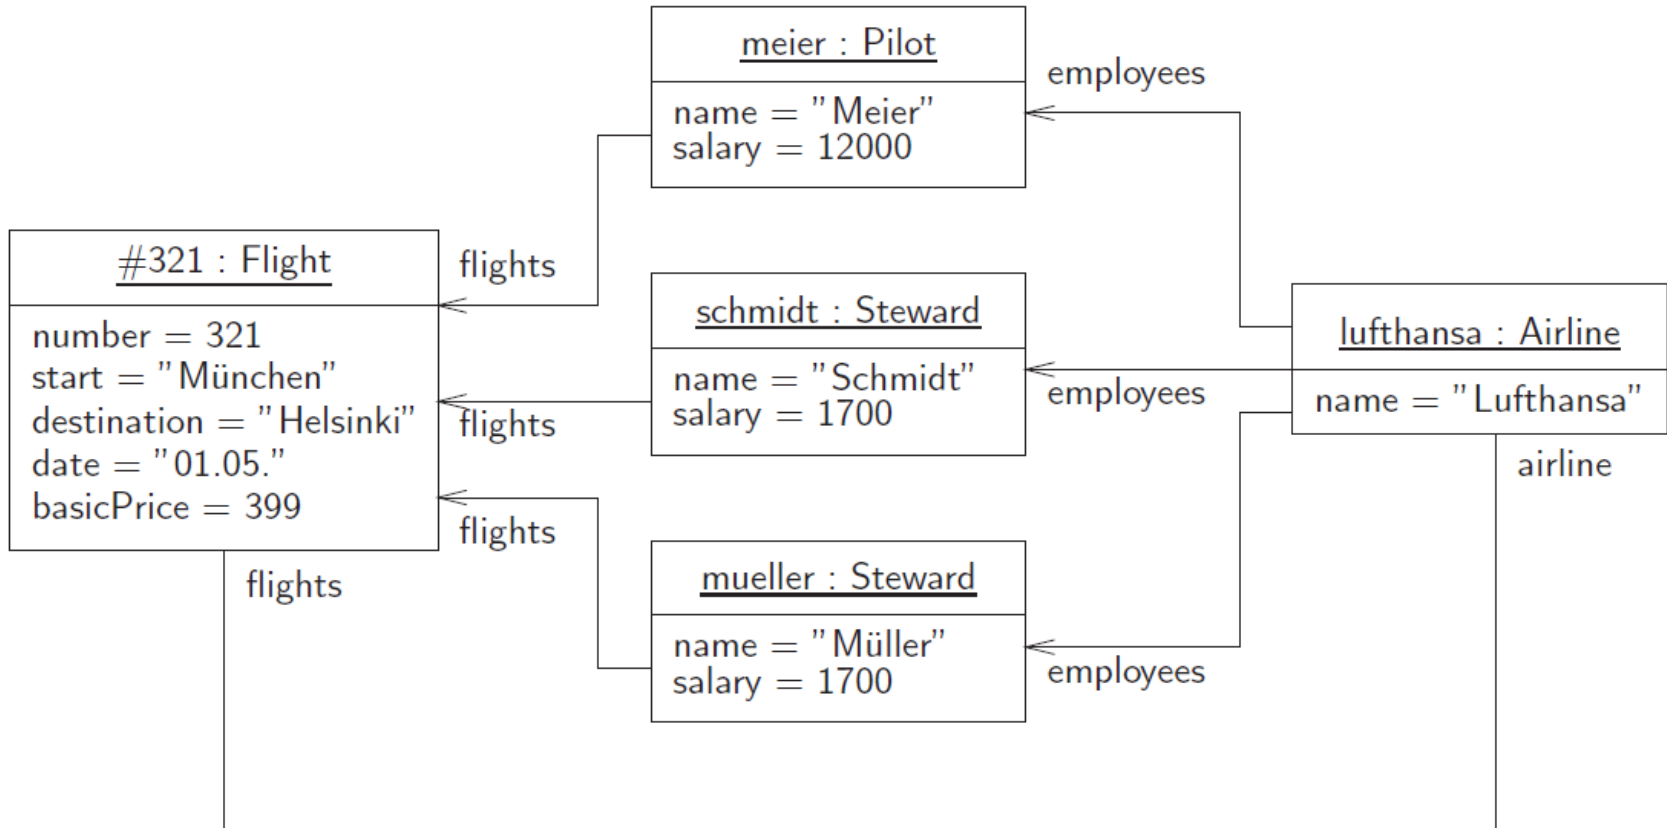 meier : Pilot
name = "Meier"
salary = 12000
employees
#321 : Flight
number = 321
start = "München"
destination = "Helsinki"
date = "01.05."
basicPrice = 399
flights
flights
flights
flights
schmidt : Steward
name = "Schmidt"
salary = 1700
employees
lufthansa : Airline
name = "Lufthansa"
airline
mueller : Steward
name = "Müller"
salary = 1700
employees